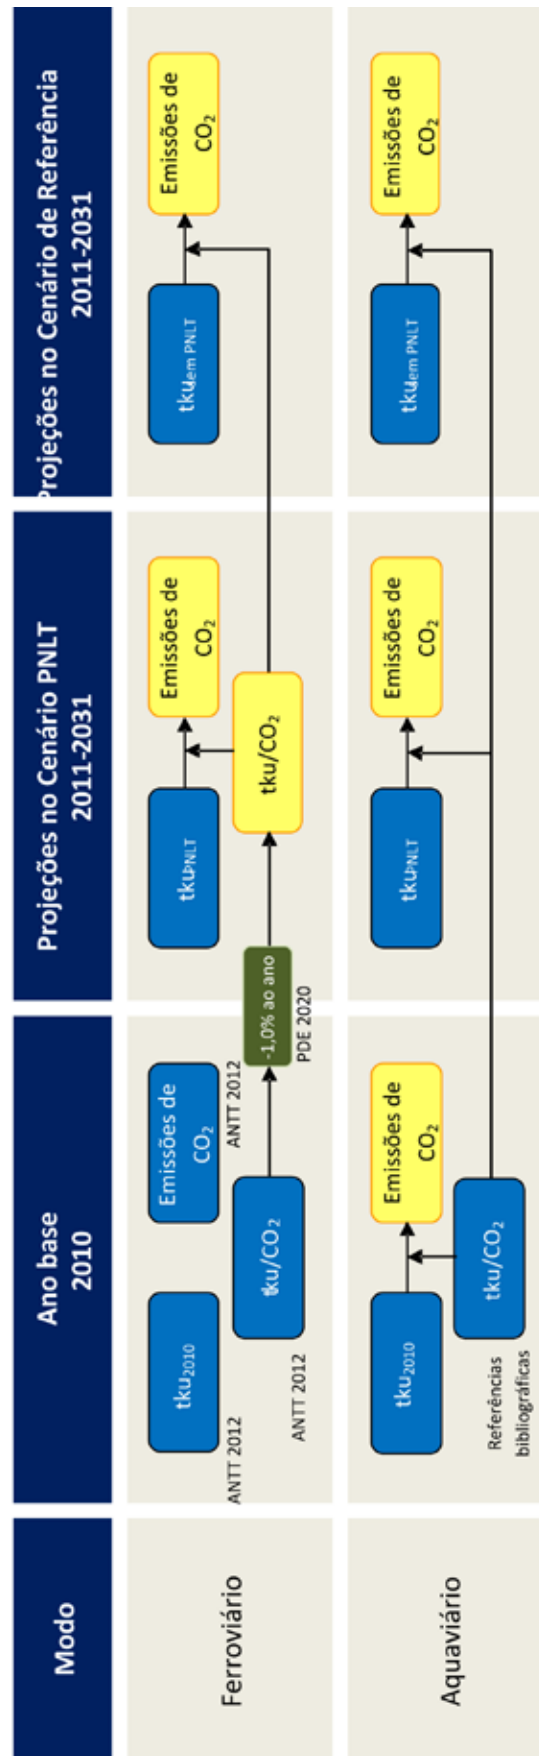 Modo
Ano base
2010
Projeções no Cenário PNLT
2011-2031
Projeções no Cenário de Referência
2011-2031
Ferroviário
tku2010
ANTT 2012
Emissões de
CO2
ANTT 2012
tku/CO2
ANTT 2012
-1,0% ao ano
PDE 2020
tkuPNLT
Emissões de
CO2
tku/CO2
tkusem PNLT
Emissões de
CO2
Aquaviário
tku2010
Emissões de
CO2
tku/CO2
Referências
bibliográficas
tkuPNLT
Emissões de
CO2
tkusem PNLT
Emissões de
CO2